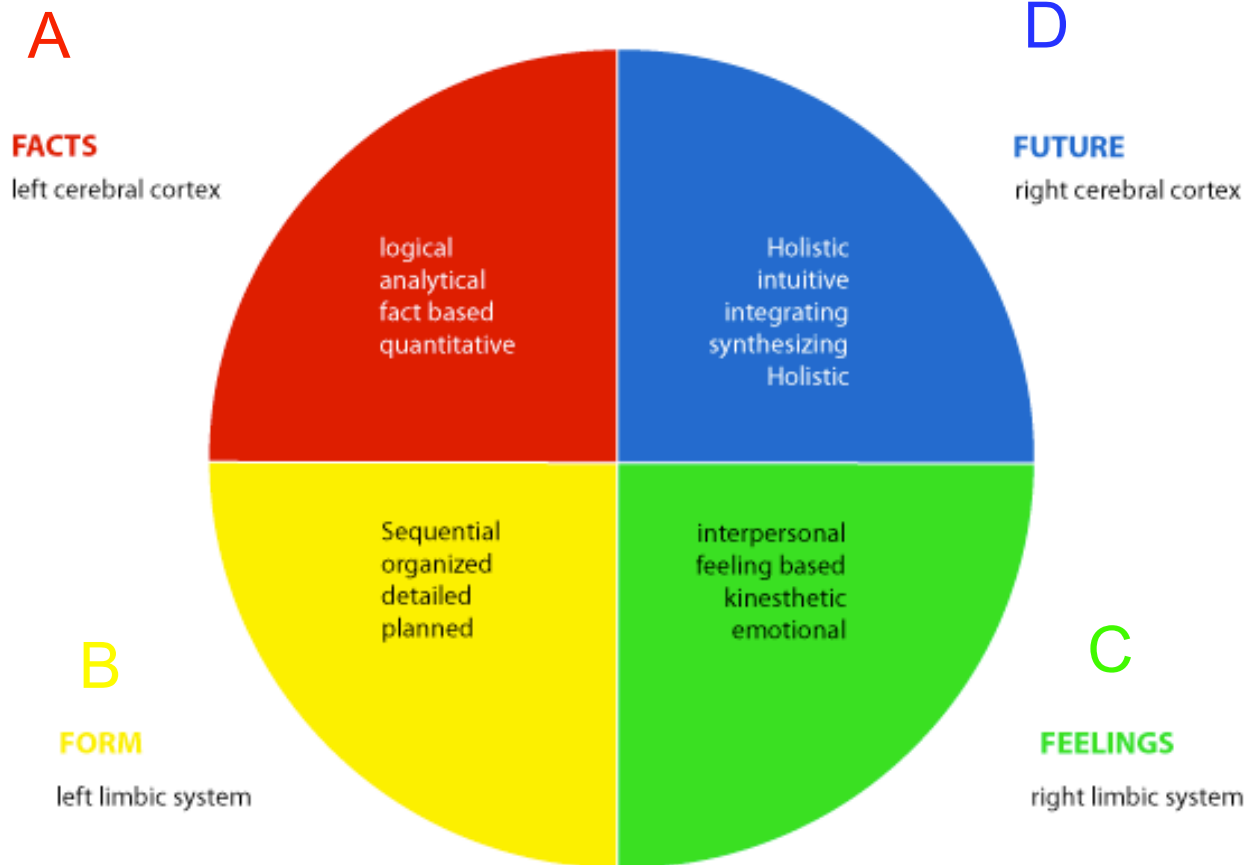 A
FACTS
left cerebral cortex
logical
analytical
fact based
quantitative
D
FUTURE
right cerebral cortex
Holistic
intuitive
integrating
synthesizing
Holistic
B
FORM
left limbic system
Sequential
organized
detailed
planned
C
FEELINGS
right limbic system
interpersonal
feeling based
kinesthetic
emotional